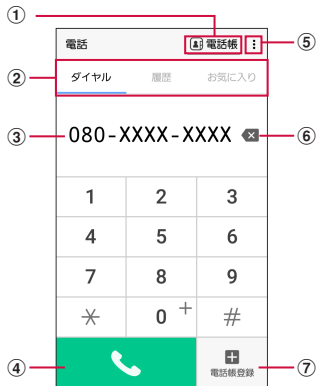 ①
電話 電話帳 ⋮ ⑤
② ダイヤル 履歴 お気に入り
③ 080-XXXX-XXXX ⑥
1 2 3
4 5 6
7 8 9
* 0 + #
④ 電話帳登録 ⑦